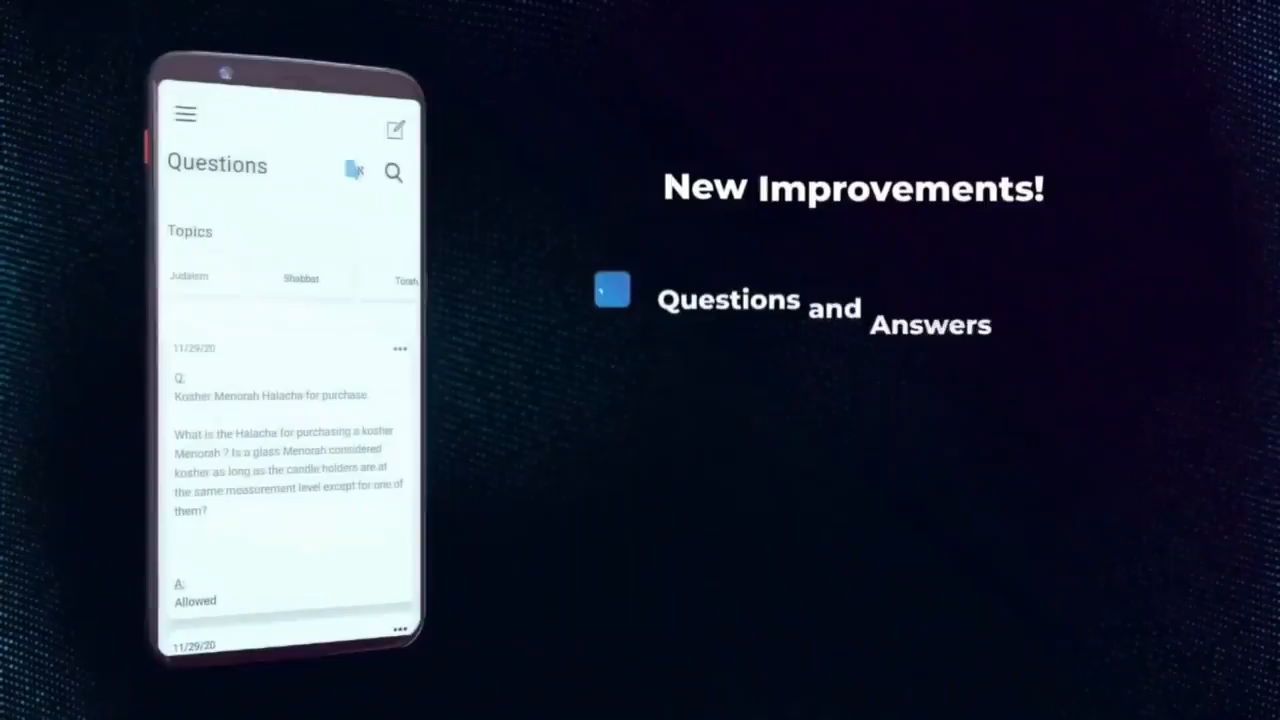 Questions
Topics
Judaism Shabbat Torah
11/29/20
Q:
Kosher Menorah Halacha for purchase.
What is the Halacha for purchasing a kosher
Menorah ? Is a glass Menorah considered
kosher as long as the candle holders are at
the same measurement level except for one of
them?
A:
Allowed
11/29/20
New Improvements!
Questions and Answers